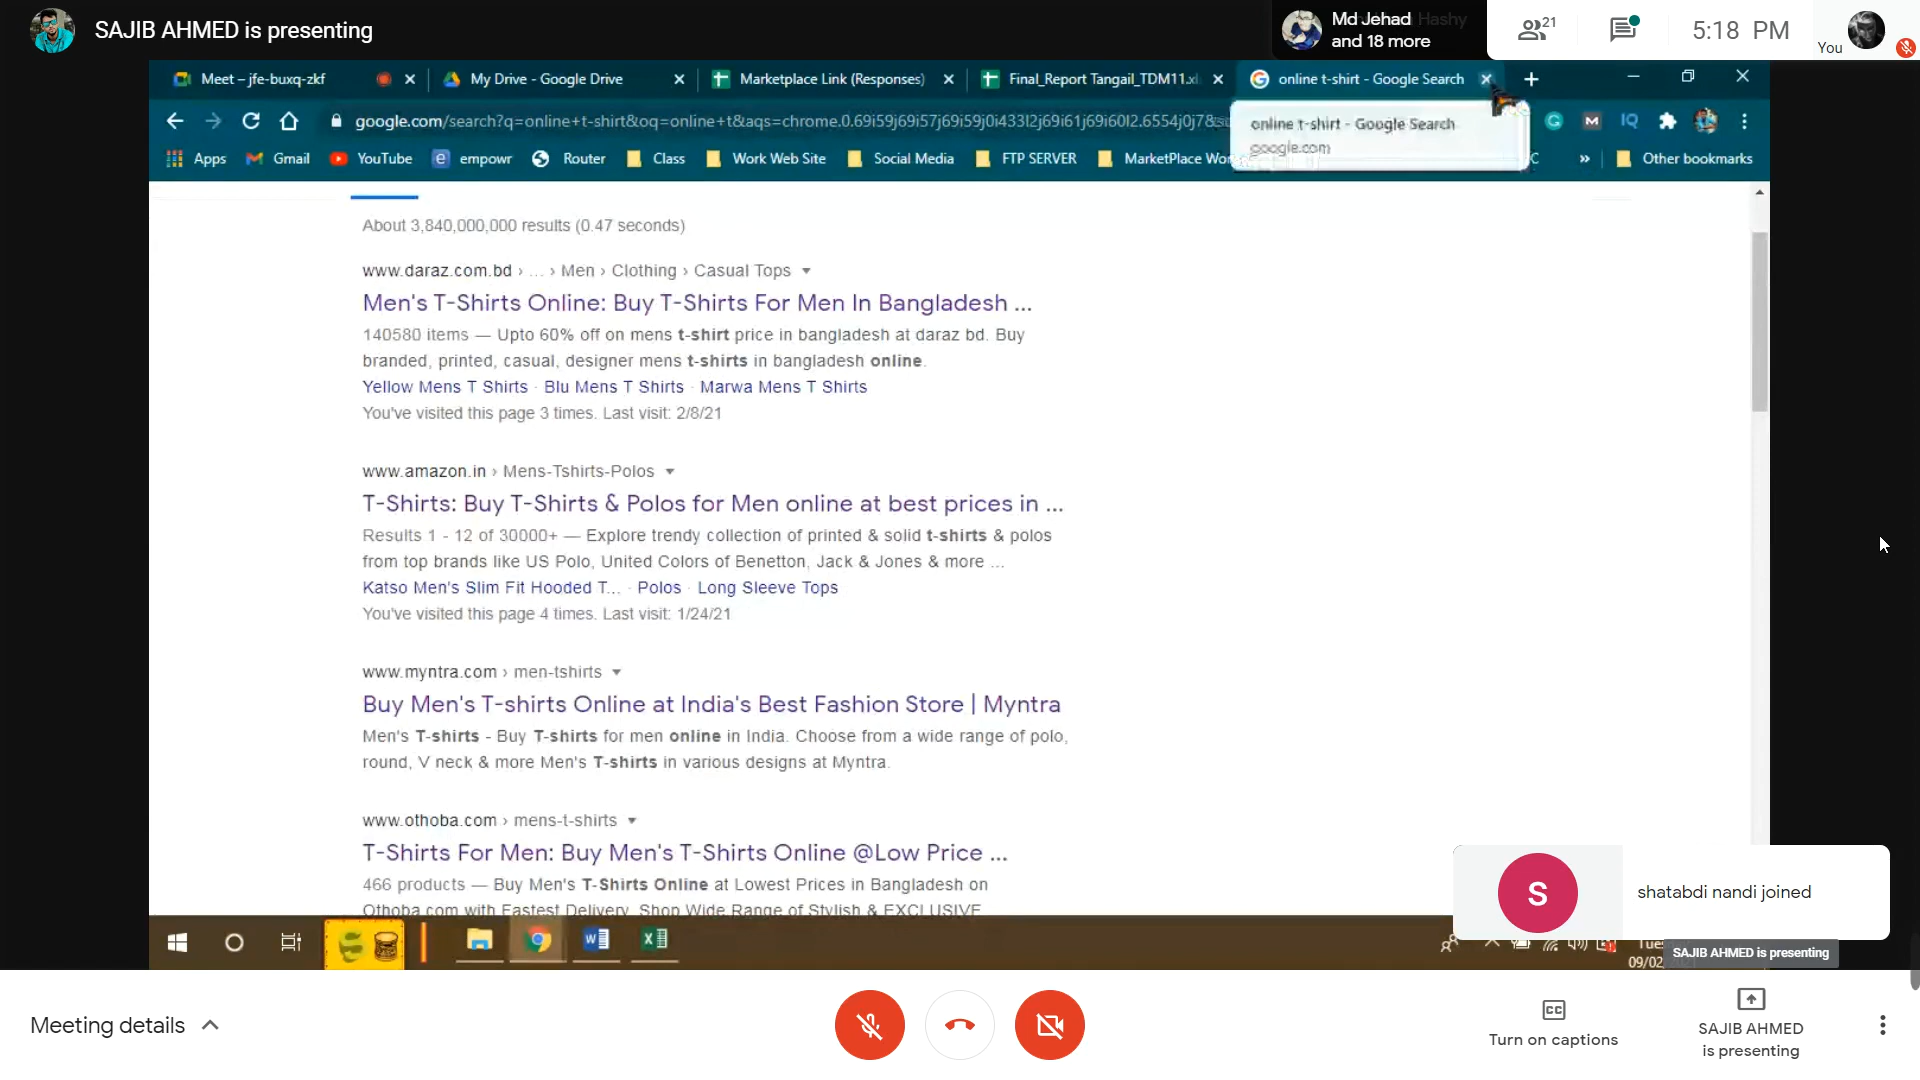 SAJIB AHMED is presenting
Md Jehad
and 18 more
21
5:18 PM
You
Meet – jfe-buxq-zkf
My Drive - Google Drive
Marketplace Link (Responses)
Final_Report Tangail_TDM11.xl
online t-shirt - Google Search
google.com/search?q=online+t-shirt&oq=online+t&aqs=chrome.0.69i59j69i57j69i59j0i433l2j69i61j69i60l2.6554j0j7&
online t-shirt - Google Search
google.com
Apps
Gmail
YouTube
empowr
Router
Class
Work Web Site
Social Media
FTP SERVER
MarketPlace
Other bookmarks
About 3,840,000,000 results (0.47 seconds)
www.daraz.com.bd › ... › Men › Clothing › Casual Tops
Men's T-Shirts Online: Buy T-Shirts For Men In Bangladesh ...
140580 items — Upto 60% off on mens t-shirt price in bangladesh at daraz bd. Buy
branded, printed, casual, designer mens t-shirts in bangladesh online.
Yellow Mens T Shirts · Blu Mens T Shirts · Marwa Mens T Shirts
You've visited this page 3 times. Last visit: 2/8/21
www.amazon.in › Mens-Tshirts-Polos
T-Shirts: Buy T-Shirts & Polos for Men online at best prices in ...
Results 1 - 12 of 30000+ — Explore trendy collection of printed & solid t-shirts & polos
from top brands like US Polo, United Colors of Benetton, Jack & Jones & more ...
Katso Men's Slim Fit Hooded T... · Polos · Long Sleeve Tops
You've visited this page 4 times. Last visit: 1/24/21
www.myntra.com › men-tshirts
Buy Men's T-shirts Online at India's Best Fashion Store | Myntra
Men's T-shirts - Buy T-shirts for men online in India. Choose from a wide range of polo,
round, V neck & more Men's T-shirts in various designs at Myntra.
www.othoba.com › mens-t-shirts
T-Shirts For Men: Buy Men's T-Shirts Online @Low Price ...
466 products — Buy Men's T-Shirts Online at Lowest Prices in Bangladesh on
Othoba.com with Fastest Delivery. Shop Wide Range of Stylish & EXCLUSIVE
S
shatabdi nandi joined
SAJIB AHMED is presenting
Meeting details
Turn on captions
SAJIB AHMED
is presenting